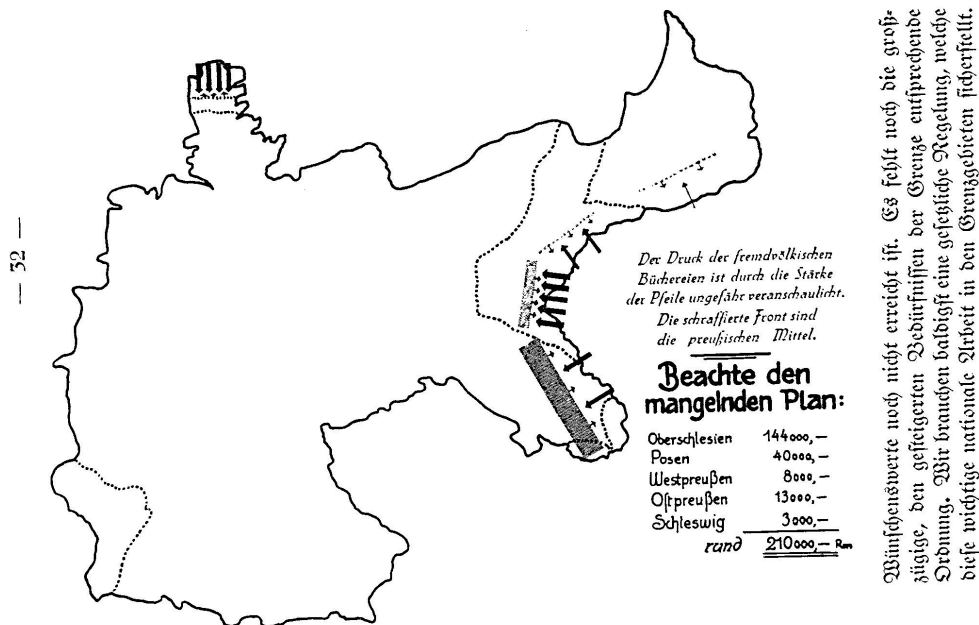 — 32 —
Der Druck der fremdvölkischen
Büchereien ist durch die Stärke
der Pfeile ungefähr veranschaulicht.
Die schraffierte Front sind
die preußischen Mittel.
Beachte den
mangelnden Plan:
Oberschlesien 144000,—
Posen 40000,—
Westpreußen 8000,—
Ostpreußen 13000,—
Schleswig 3000,—
rund 210000,— Rm
Wünschenswerte noch nicht erreicht ist. Es fehlt noch die groß-
zügige, den gesteigerten Bedürfnissen der Grenze entsprechende
Ordnung. Wir brauchen baldigst eine gesetzliche Regelung, welche
diese wichtige nationale Arbeit in den Grenzgebieten sicherstellt.